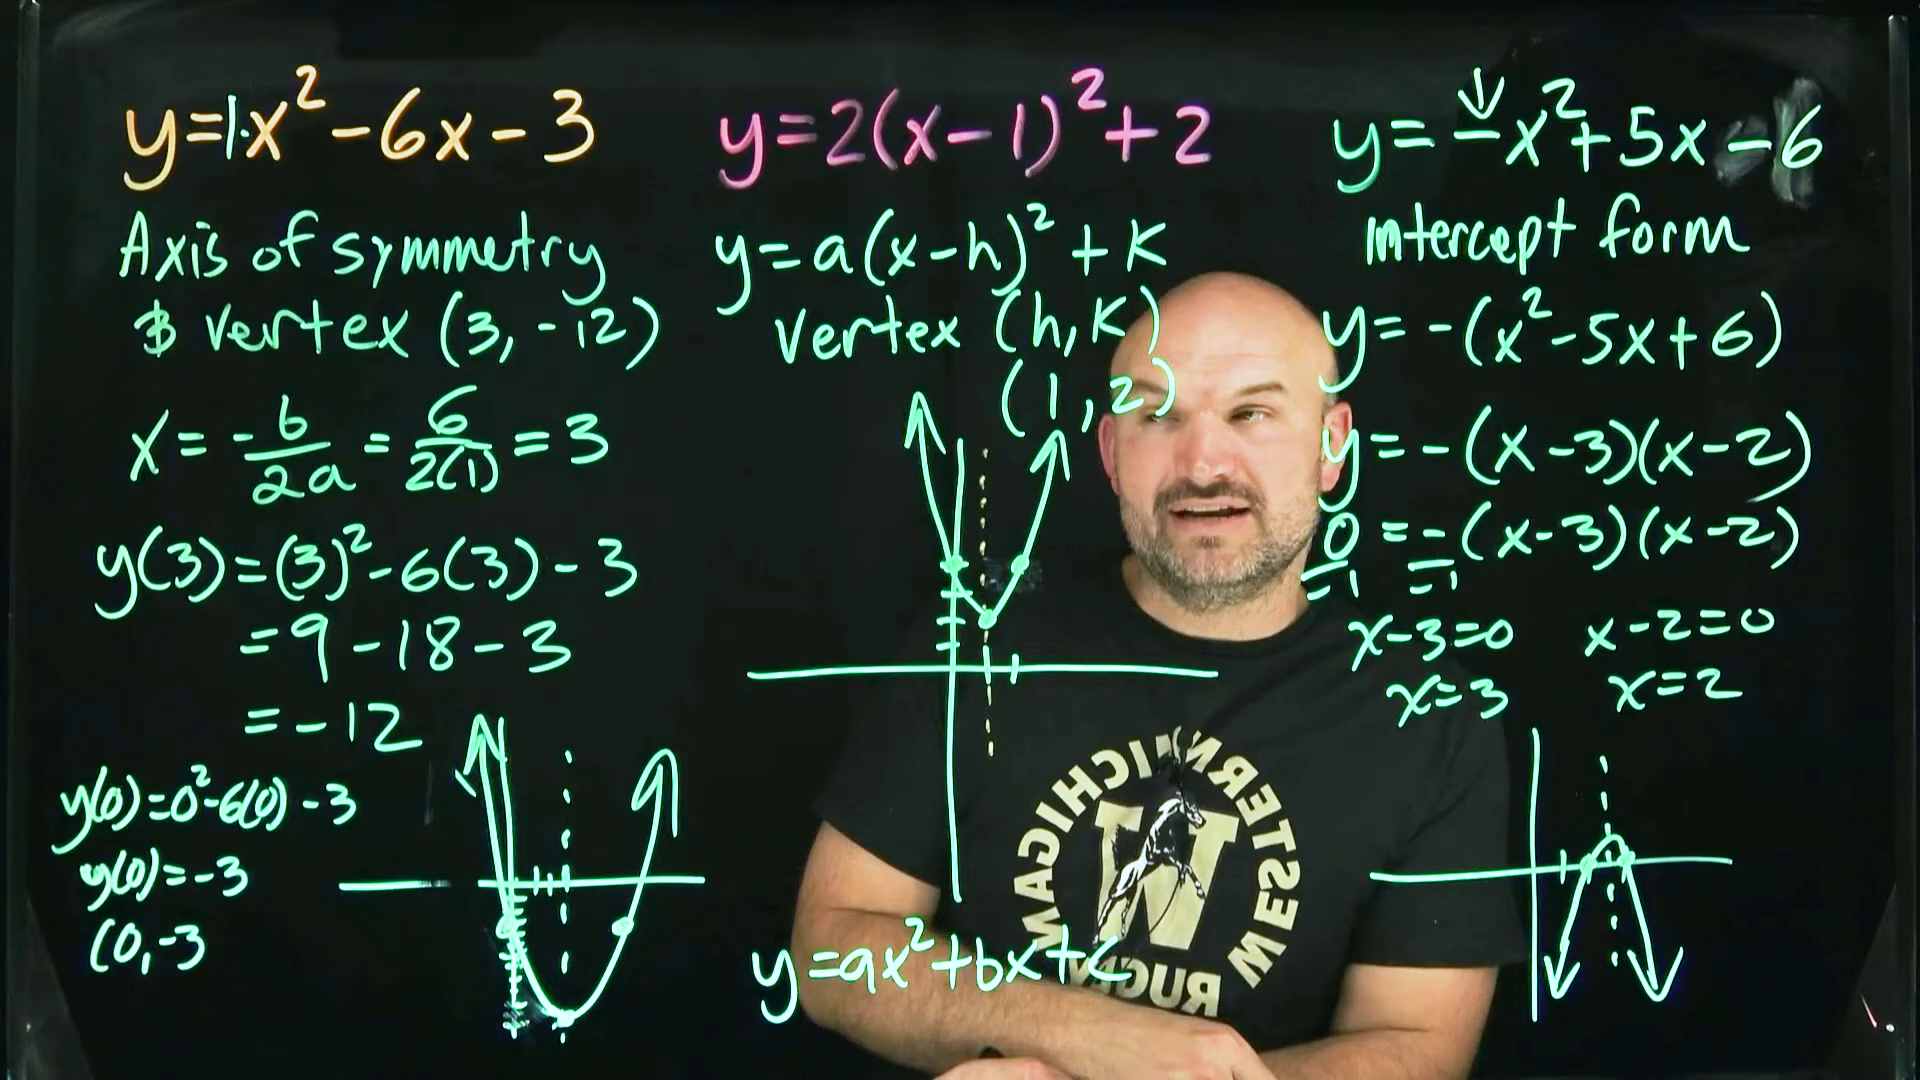 y=1·x²-6x-3
Axis of symmetry
& vertex (3, -12)
x = -b/2a = 6/2(1) = 3
y(3)=(3)²-6(3)-3
=9-18-3
=-12
y(0)=0²-6(0)-3
y(0)=-3
(0,-3
y=2(x-1)²+2
y=a(x-h)²+k
vertex (h,k)
(1,2)
y=ax²+bx+c
y=-x²+5x-6
intercept form
y=-(x²-5x+6)
y=-(x-3)(x-2)
0/-1 = -/-1 (x-3)(x-2)
x-3=0 x-2=0
x=3 x=2
WESTERN MICHIGAN
W
RUGBY